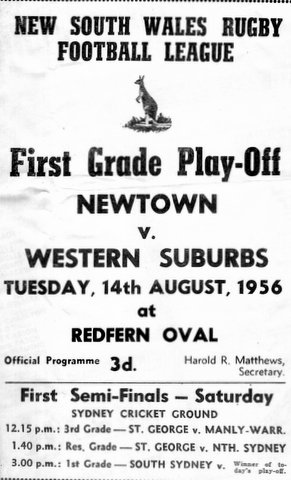 NEW SOUTH WALES RUGBY
FOOTBALL LEAGUE
First Grade Play-Off
NEWTOWN
v.
WESTERN SUBURBS
TUESDAY, 14th AUGUST, 1956
at
REDFERN OVAL
Official Programme 3d. Harold R. Matthews,
Secretary.
First Semi-Finals — Saturday
SYDNEY CRICKET GROUND
12.15 p.m.: 3rd Grade — ST. GEORGE v. MANLY-WARR.
1.40 p.m.: Res. Grade — ST. GEORGE v. NTH. SYDNEY
3.00 p.m.: 1st Grade — SOUTH SYDNEY v. Winner of to-
day's play-off.